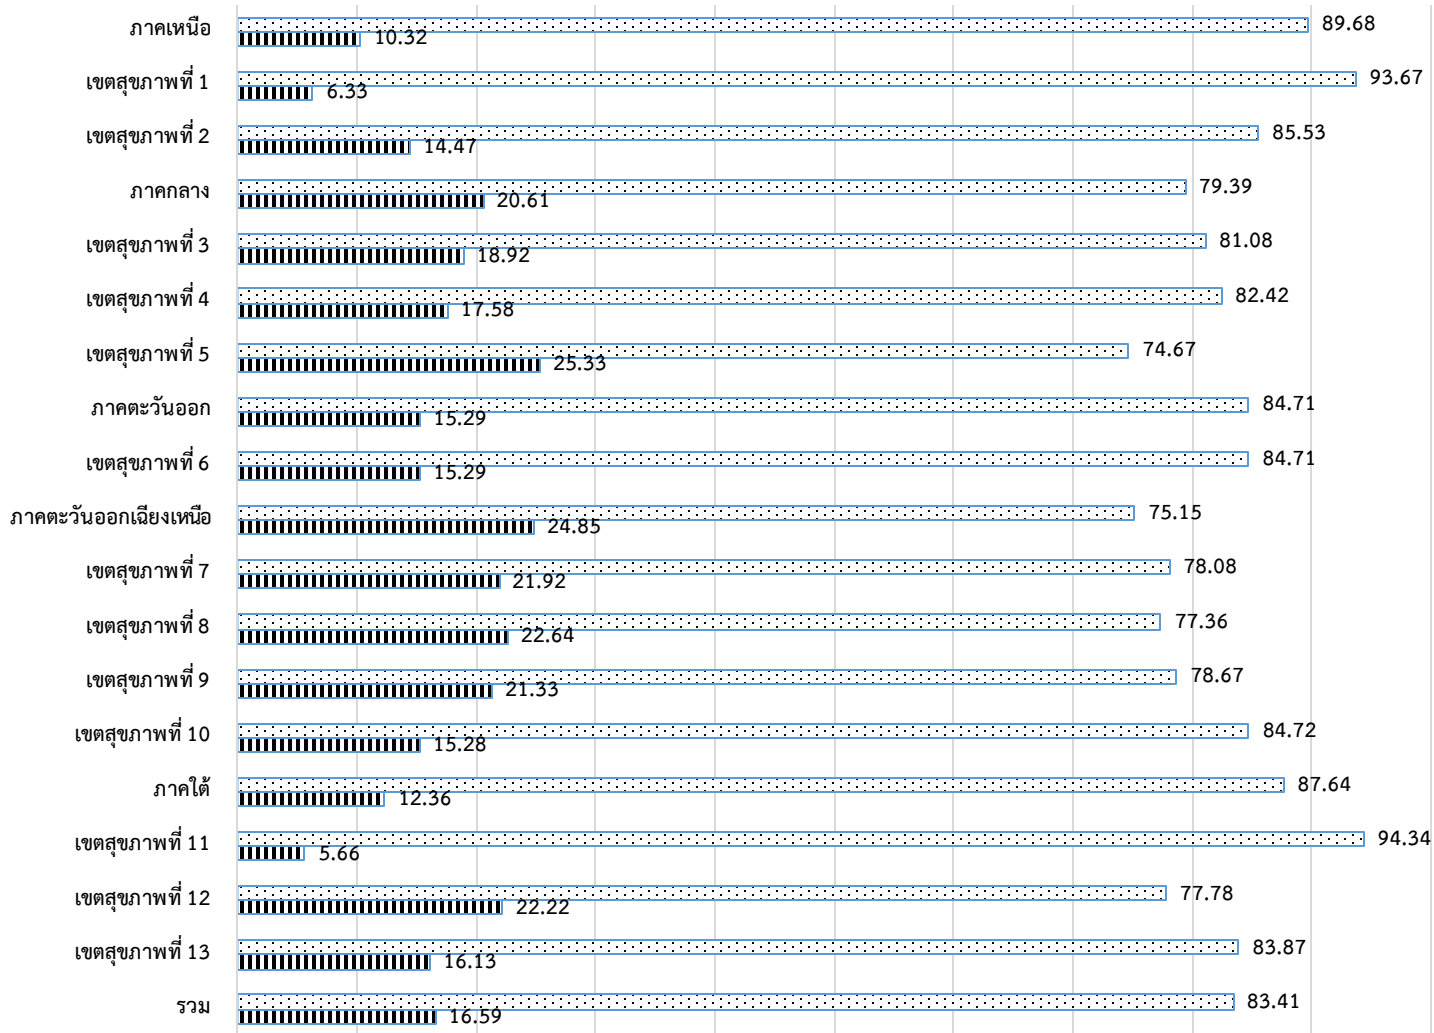 ภาคเหนือ 89.68
10.32
เขตสุขภาพที่ 1 93.67
6.33
เขตสุขภาพที่ 2 85.53
14.47
ภาคกลาง 79.39
20.61
เขตสุขภาพที่ 3 81.08
18.92
เขตสุขภาพที่ 4 82.42
17.58
เขตสุขภาพที่ 5 74.67
25.33
ภาคตะวันออก 84.71
15.29
เขตสุขภาพที่ 6 84.71
15.29
ภาคตะวันออกเฉียงเหนือ 75.15
24.85
เขตสุขภาพที่ 7 78.08
21.92
เขตสุขภาพที่ 8 77.36
22.64
เขตสุขภาพที่ 9 78.67
21.33
เขตสุขภาพที่ 10 84.72
15.28
ภาคใต้ 87.64
12.36
เขตสุขภาพที่ 11 94.34
5.66
เขตสุขภาพที่ 12 77.78
22.22
เขตสุขภาพที่ 13 83.87
16.13
รวม 83.41
16.59